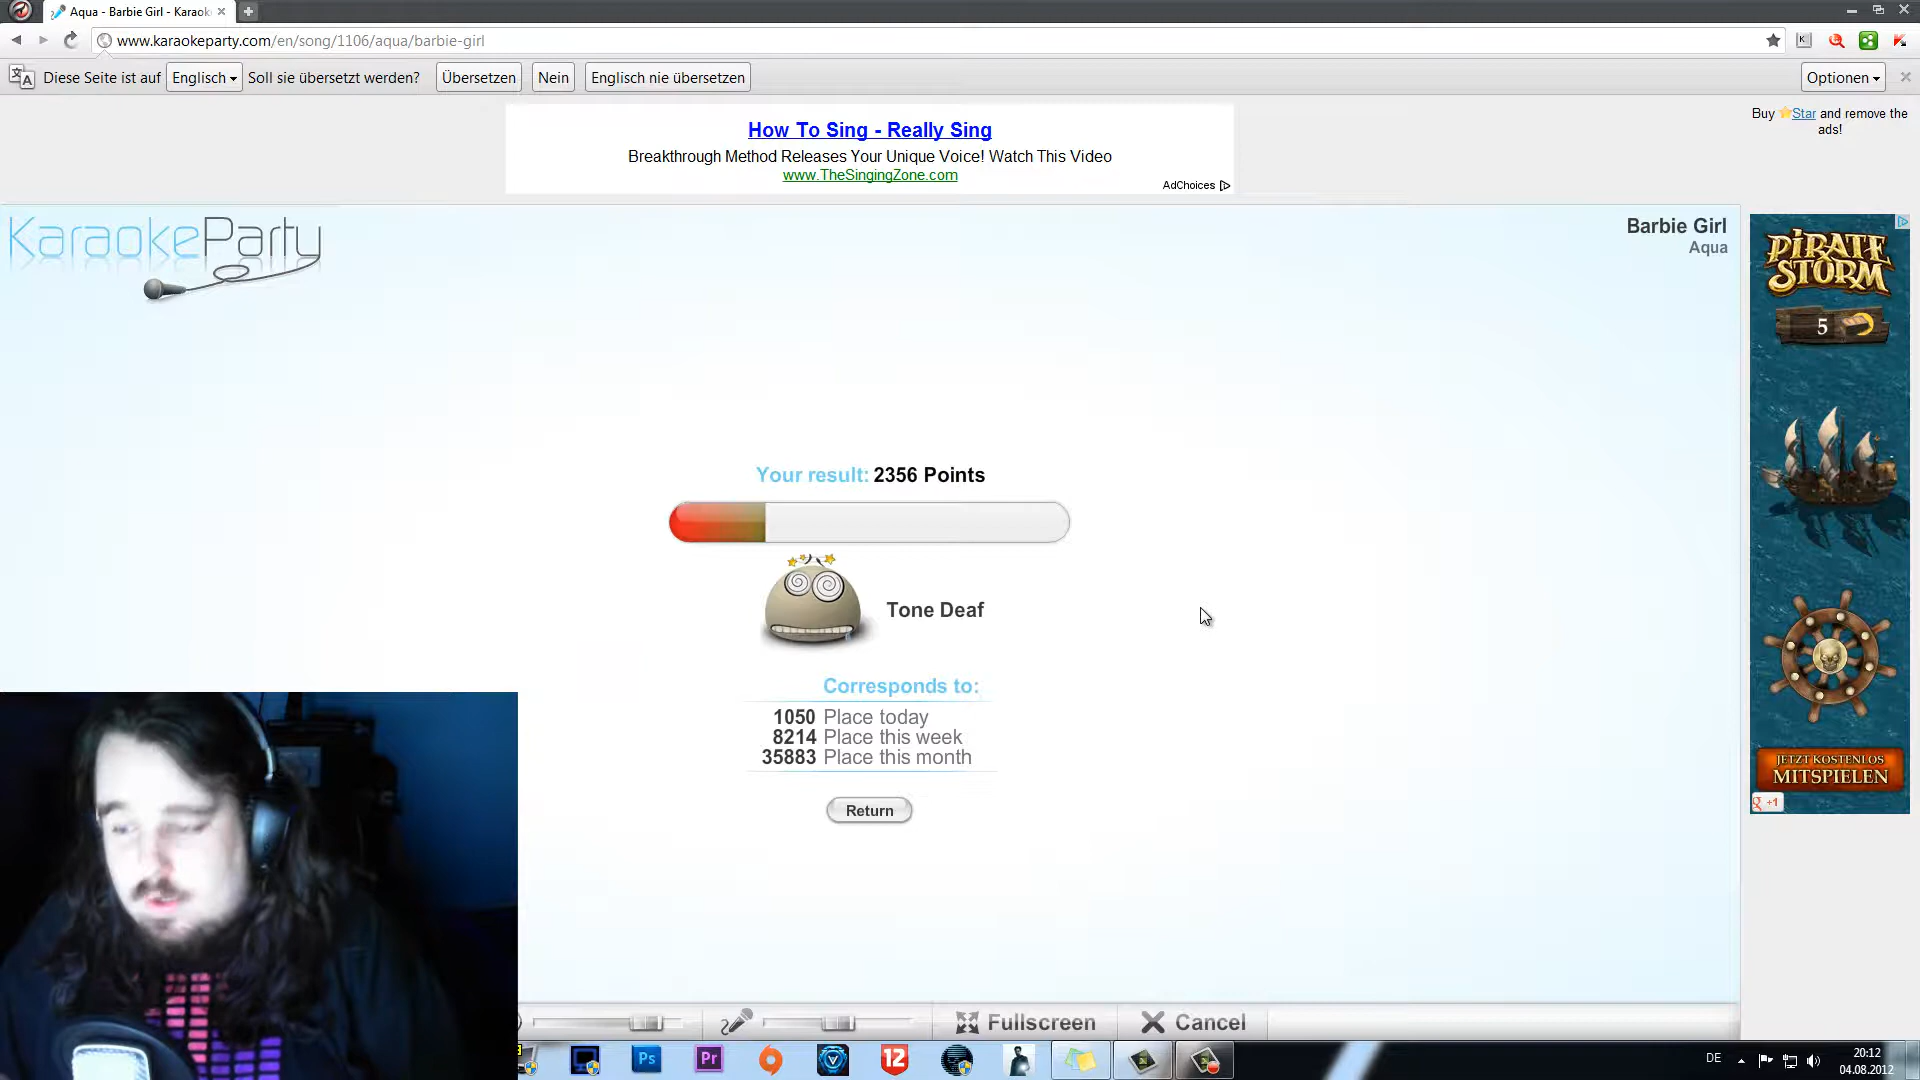 Aqua - Barbie Girl - Karaok
www.karaokeparty.com/en/song/1106/aqua/barbie-girl
Diese Seite ist auf Englisch Soll sie übersetzt werden? Übersetzen Nein Englisch nie übersetzen Optionen
How To Sing - Really Sing
Breakthrough Method Releases Your Unique Voice! Watch This Video
www.TheSingingZone.com
AdChoices
Buy Star and remove the
ads!
KaraokeParty
Barbie Girl
Aqua
PIRATE
STORM
5
JETZT KOSTENLOS
MITSPIELEN
+1
Your result: 2356 Points
Tone Deaf
Corresponds to:
1050 Place today
8214 Place this week
35883 Place this month
Return
Fullscreen
Cancel
Ps
Pr
12
DE
20:12
04.08.2012